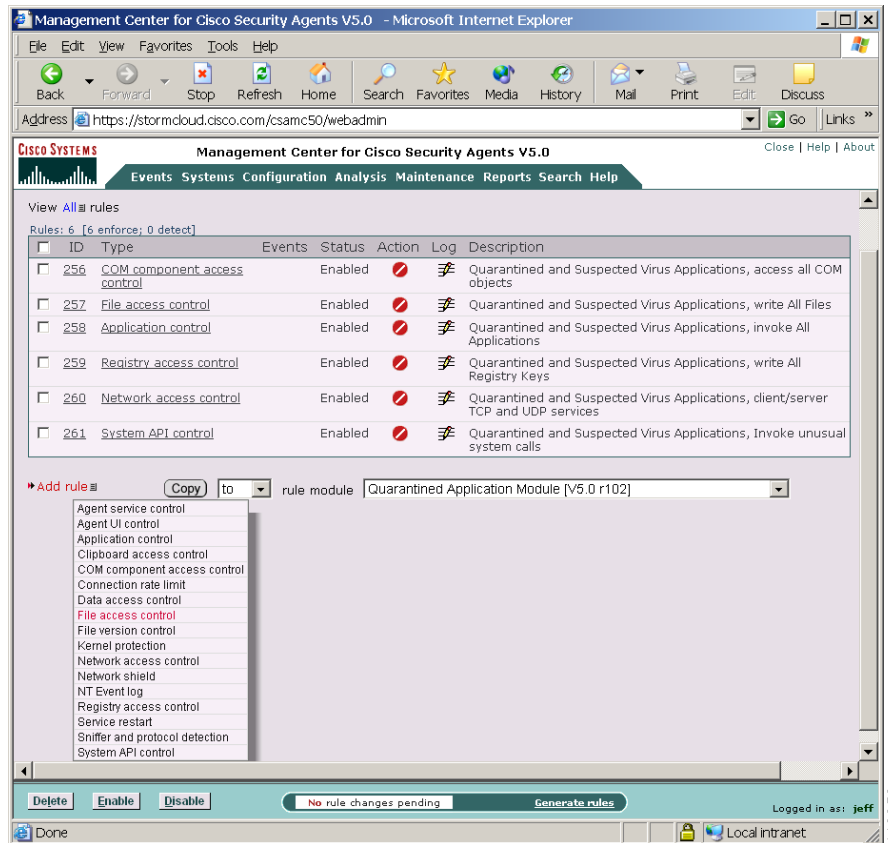 Management Center for Cisco Security Agents V5.0 - Microsoft Internet Explorer
File Edit View Favorites Tools Help
Back Forward Stop Refresh Home Search Favorites Media History Mail Print Edit Discuss
Address https://stormcloud.cisco.com/csamc50/webadmin Go Links »
CISCO SYSTEMS
Management Center for Cisco Security Agents V5.0
Close | Help | About
Events Systems Configuration Analysis Maintenance Reports Search Help
View All rules
Rules: 6 [6 enforce; 0 detect]
ID Type Events Status Action Log Description
256 COM component access control Enabled Quarantined and Suspected Virus Applications, access all COM objects
257 File access control Enabled Quarantined and Suspected Virus Applications, write All Files
258 Application control Enabled Quarantined and Suspected Virus Applications, invoke All Applications
259 Registry access control Enabled Quarantined and Suspected Virus Applications, write All Registry Keys
260 Network access control Enabled Quarantined and Suspected Virus Applications, client/server TCP and UDP services
261 System API control Enabled Quarantined and Suspected Virus Applications, Invoke unusual system calls
Add rule Copy to rule module Quarantined Application Module [V5.0 r102]
Agent service control
Agent UI control
Application control
Clipboard access control
COM component access control
Connection rate limit
Data access control
File access control
File version control
Kernel protection
Network access control
Network shield
NT Event log
Registry access control
Service restart
Sniffer and protocol detection
System API control
Delete Enable Disable No rule changes pending Generate rules Logged in as: jeff
Done Local intranet